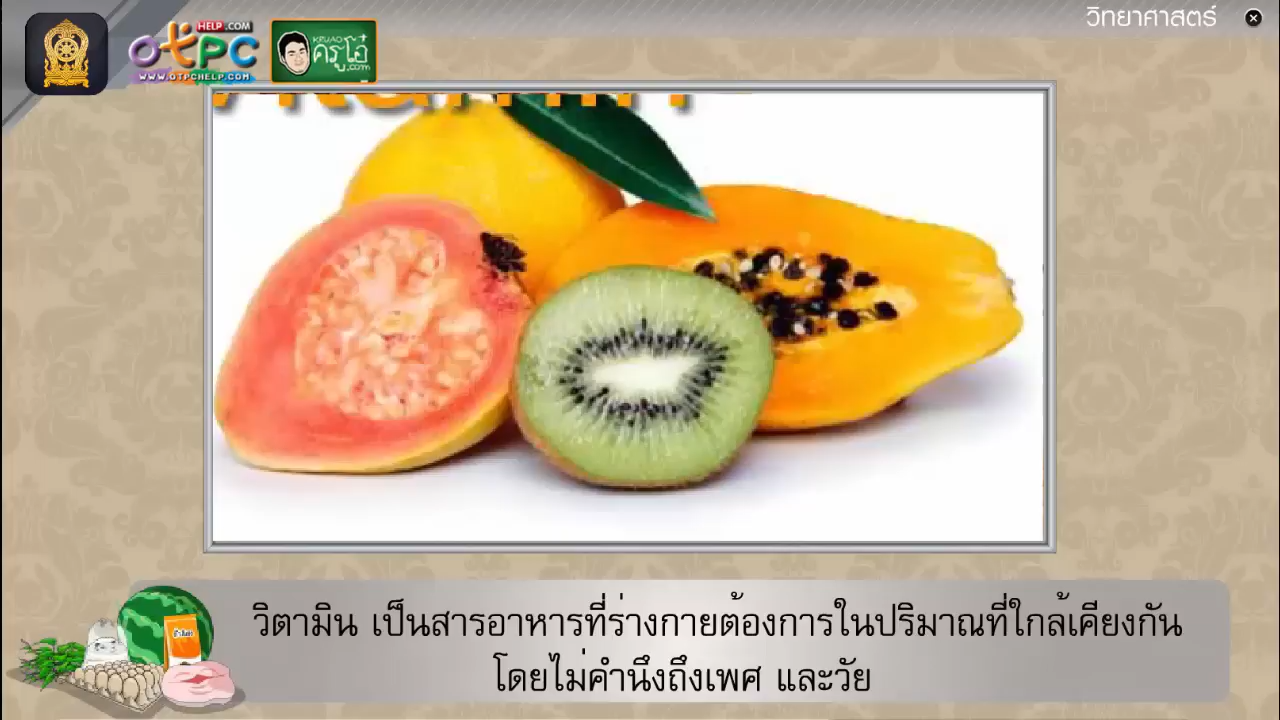 วิทยาศาสตร์
HELP .COM
OTPC
WWW.OTPCHELP.COM
KRUAO
ครูโอ๋
.com
วิตามิน เป็นสารอาหารที่ร่างกายต้องการในปริมาณที่ใกล้เคียงกัน
โดยไม่คำนึงถึงเพศ และวัย